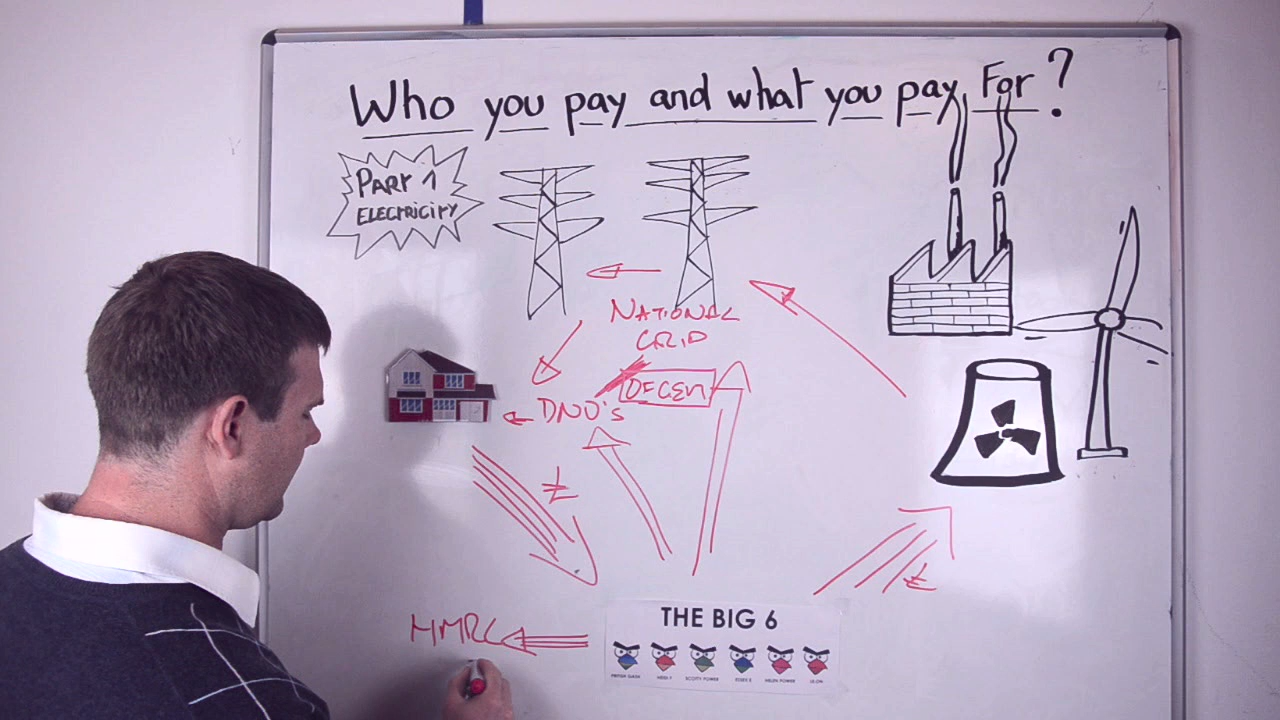 Who you pay and what you pay For?
PART 1
ELECTRICITY
NATIONAL
GRID
OFGEM
DNO's
£
£
HMRC
THE BIG 6